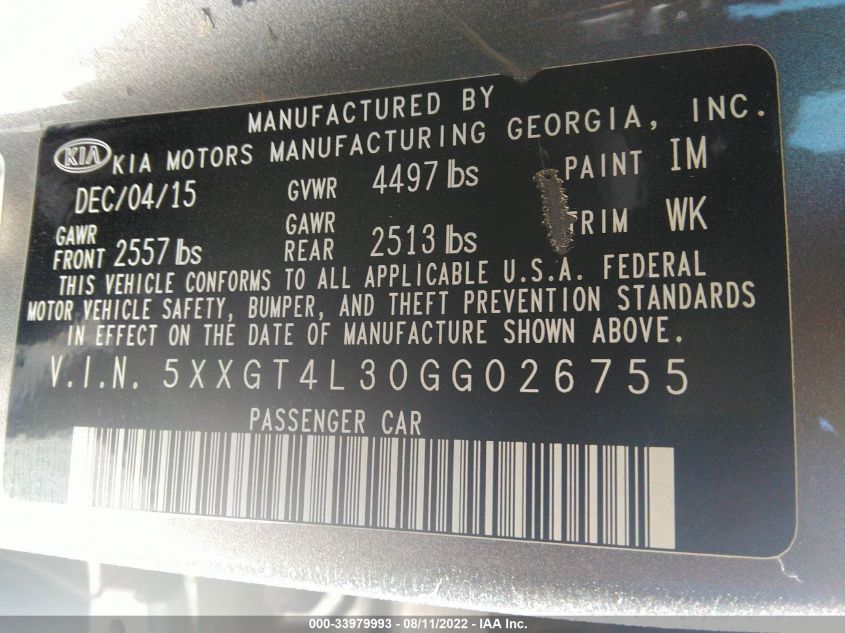 MANUFACTURED BY
KIA KIA MOTORS MANUFACTURING GEORGIA, INC.
DEC/04/15 GVWR 4497 lbs PAINT IM
GAWR FRONT 2557 lbs GAWR REAR 2513 lbs TRIM WK
THIS VEHICLE CONFORMS TO ALL APPLICABLE U.S.A. FEDERAL
MOTOR VEHICLE SAFETY, BUMPER, AND THEFT PREVENTION STANDARDS
IN EFFECT ON THE DATE OF MANUFACTURE SHOWN ABOVE.
V.I.N. 5XXGT4L30GG026755
PASSENGER CAR
000-33979993 - 08/11/2022 - IAA Inc.